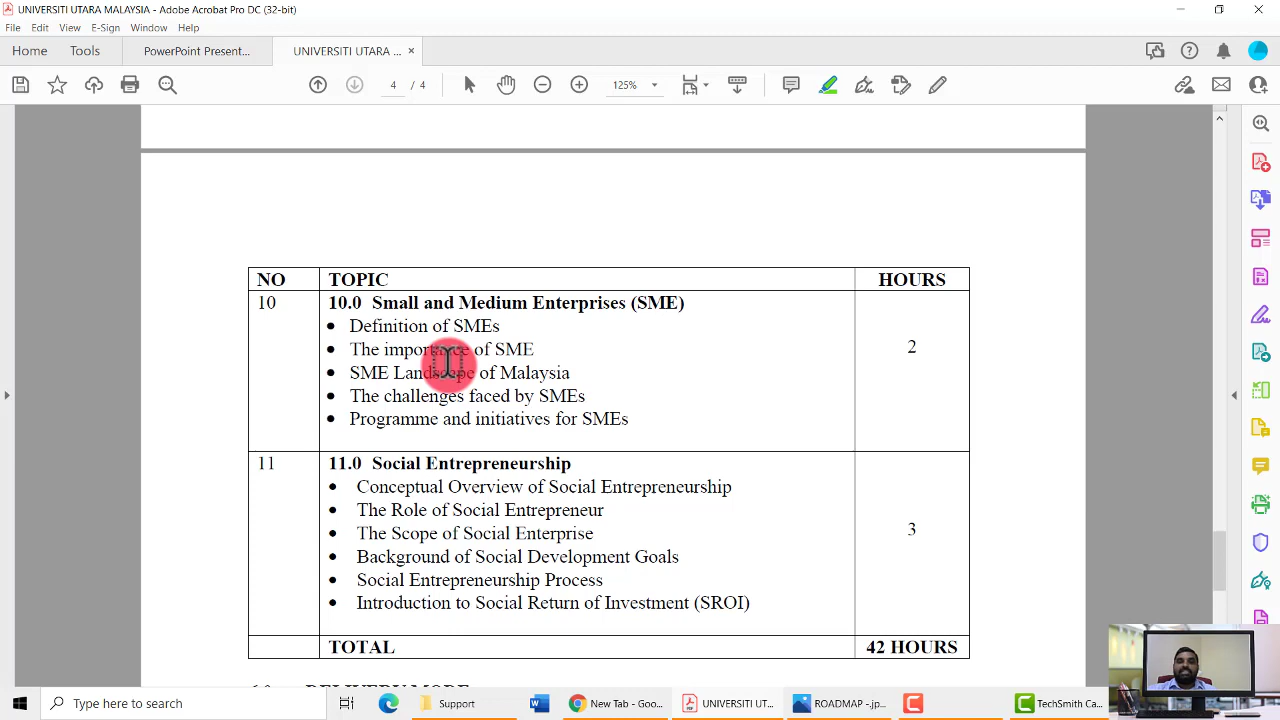 UNIVERSITI UTARA MALAYSIA - Adobe Acrobat Pro DC (32-bit)
File Edit View E-Sign Window Help
Home Tools PowerPoint Present... UNIVERSITI UTARA ... ×
4 / 4 125%
NO TOPIC HOURS
10 10.0 Small and Medium Enterprises (SME) 2
• Definition of SMEs
• The importance of SME
• SME Landscape of Malaysia
• The challenges faced by SMEs
• Programme and initiatives for SMEs
11 11.0 Social Entrepreneurship 3
• Conceptual Overview of Social Entrepreneurship
• The Role of Social Entrepreneur
• The Scope of Social Enterprise
• Background of Social Development Goals
• Social Entrepreneurship Process
• Introduction to Social Return of Investment (SROI)
TOTAL 42 HOURS
Type here to search New Tab - Goo... UNIVERSITI UT... ROADMAP -.jp... TechSmith Ca...